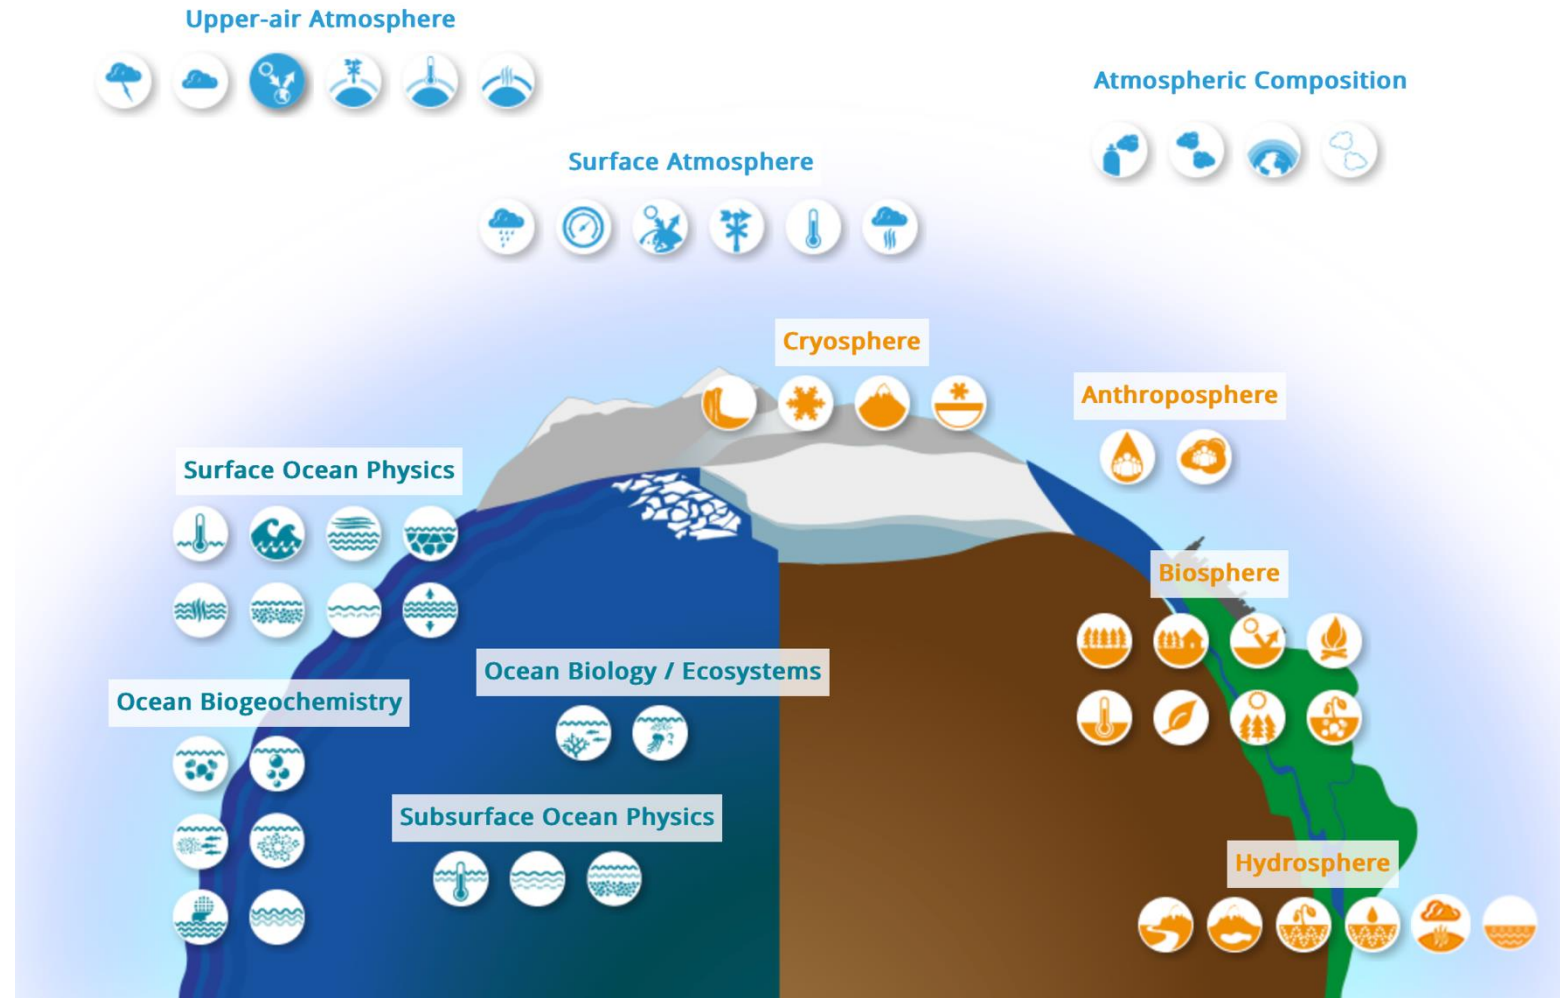 Upper-air Atmosphere
Atmospheric Composition
Surface Atmosphere
Cryosphere
Anthroposphere
Surface Ocean Physics
Biosphere
Ocean Biology / Ecosystems
Ocean Biogeochemistry
Subsurface Ocean Physics
Hydrosphere